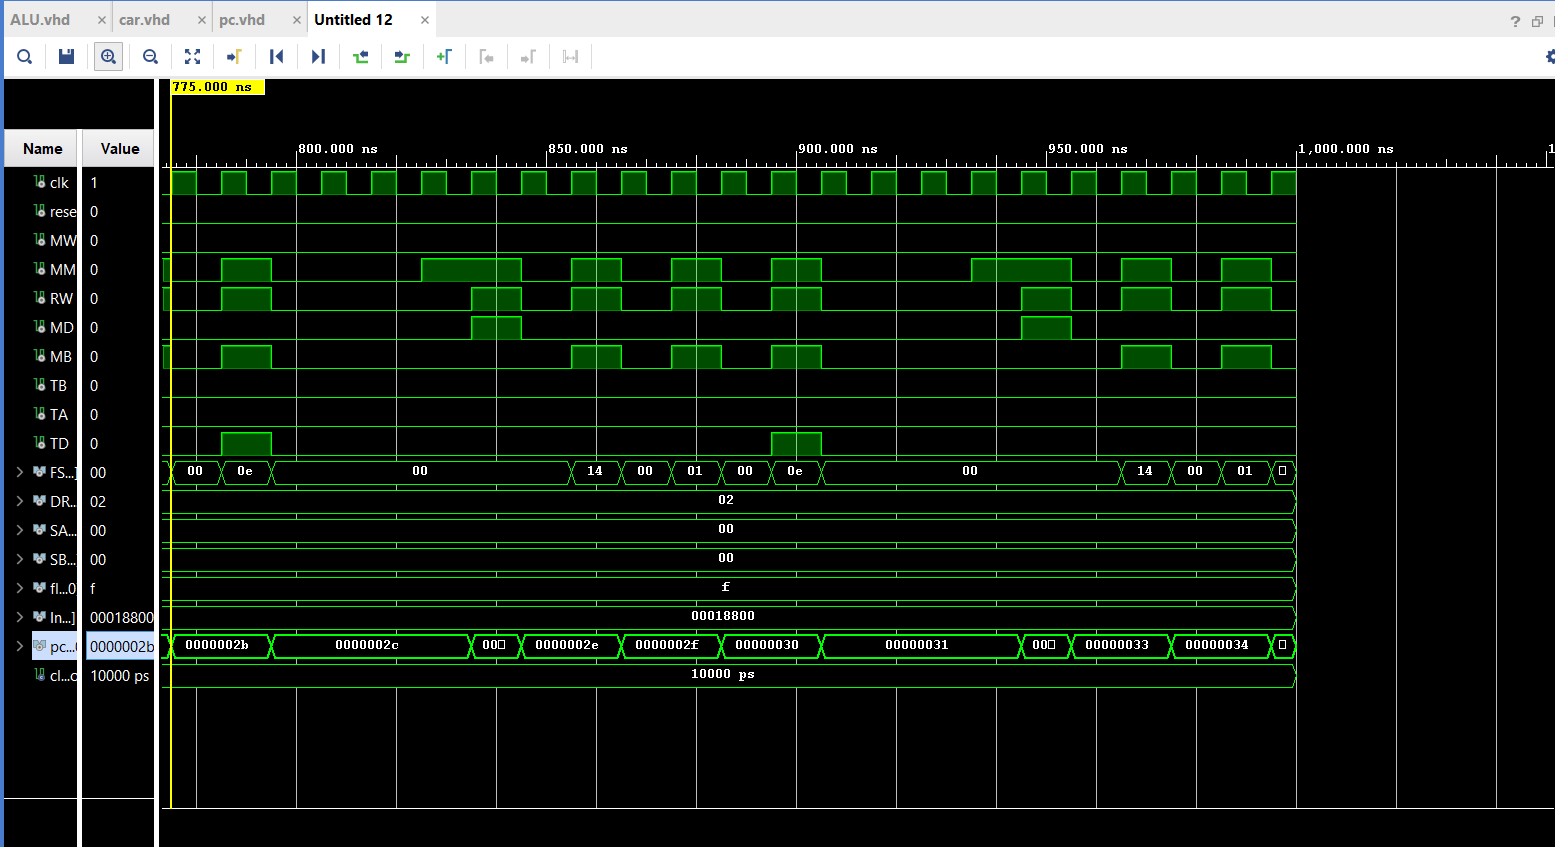 ALU.vhd × car.vhd × pc.vhd × Untitled 12 ×
?
775.000 ns
Name Value
800.000 ns 850.000 ns 900.000 ns 950.000 ns 1,000.000 ns 1
clk 1
rese 0
MW 0
MM 0
RW 0
MD 0
MB 0
TB 0
TA 0
TD 0
FS...] 00 00 0e 00 14 00 01 00 0e 00 14 00 01
DR... 02 02
SA... 00 00
SB... 00 00
fl...0 f f
In...] 00018800 00018800
pc... 0000002b 0000002b 0000002c 00 0000002e 0000002f 00000030 00000031 00 00000033 00000034
cl...o 10000 ps 10000 ps